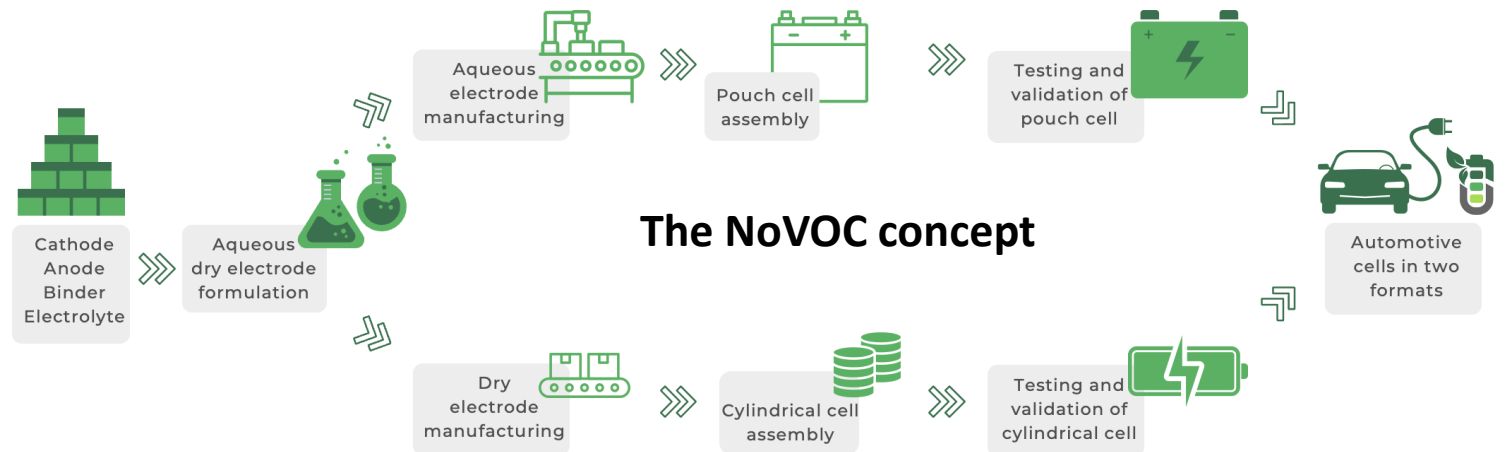 Cathode
Anode
Binder
Electrolyte
Aqueous
dry electrode
formulation
Aqueous
electrode
manufacturing
Pouch cell
assembly
Testing and
validation of
pouch cell
The NoVOC concept
Dry
electrode
manufacturing
Cylindrical cell
assembly
Testing and
validation of
cylindrical cell
Automotive
cells in two
formats